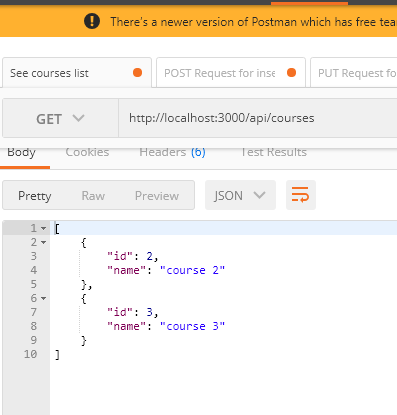 There's a newer version of Postman which has free tea
See courses list
POST Request for inse
PUT Request fo
GET
http://localhost:3000/api/courses
Body
Cookies
Headers (6)
Test Results
Pretty
Raw
Preview
JSON
1 [
2 {
3 "id": 2,
4 "name": "course 2"
5 },
6 {
7 "id": 3,
8 "name": "course 3"
9 }
10 ]